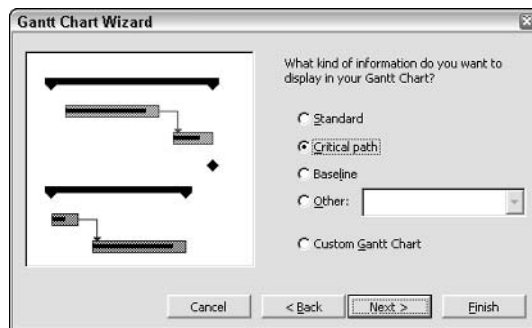 Gantt Chart Wizard
What kind of information do you want to
display in your Gantt Chart?
Standard
Critical path
Baseline
Other:
Custom Gantt Chart
Cancel
< Back
Next >
Finish